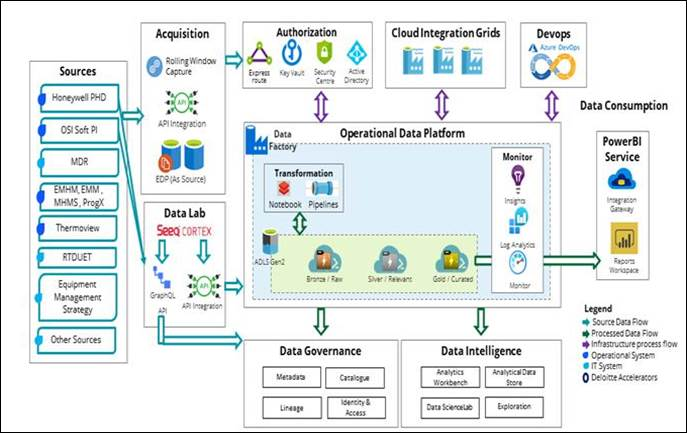 Sources
Honeywell PHD
OSI Soft PI
MDR
EMHM, EMM ,
MHMS, ProgX
Thermoview
RTDUET
Equipment
Management
Strategy
Other Sources
Acquisition
Rolling Window
Capture
API
API Integration
EDP (As Source)
Data Lab
Seeq CORTEX
GraphQL
API
API
API Integration
Authorization
Express
route
Key Vault
Security
Centre
Active
Directory
Cloud Integration Grids
Devops
Azure DevOps
Data Consumption
Operational Data Platform
Data
Factory
Transformation
Notebook
Pipelines
ADLS Gen2
Bronze / Raw
Silver / Relevant
Gold / Curated
Monitor
Insights
Log Analytics
Monitor
PowerBI
Service
Integration
Gateway
Reports
Workspace
Data Governance
Metadata
Catalogue
Lineage
Identity &
Access
Data Intelligence
Analytics
Workbench
Analytical Data
Store
Data ScienceLab
Exploration
Legend
Source Data Flow
Processed Data Flow
Infrastructure process flow
Operational System
IT System
Deloitte Accelerators